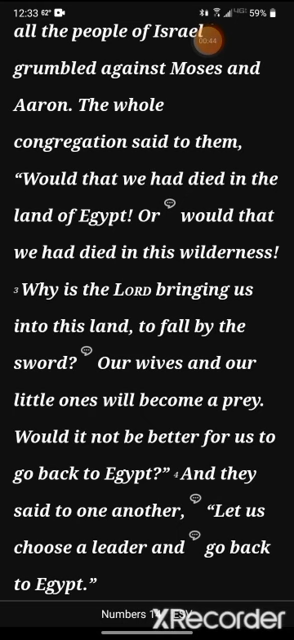 12:33 62°
59%
all the people of Israel
00:44
grumbled against Moses and
Aaron. The whole
congregation said to them,
“Would that we had died in the
land of Egypt! Or would that
we had died in this wilderness!
3 Why is the LORD bringing us
into this land, to fall by the
sword? Our wives and our
little ones will become a prey.
Would it not be better for us to
go back to Egypt?” 4 And they
said to one another, “Let us
choose a leader and go back
to Egypt.”
Numbers
XRecorder